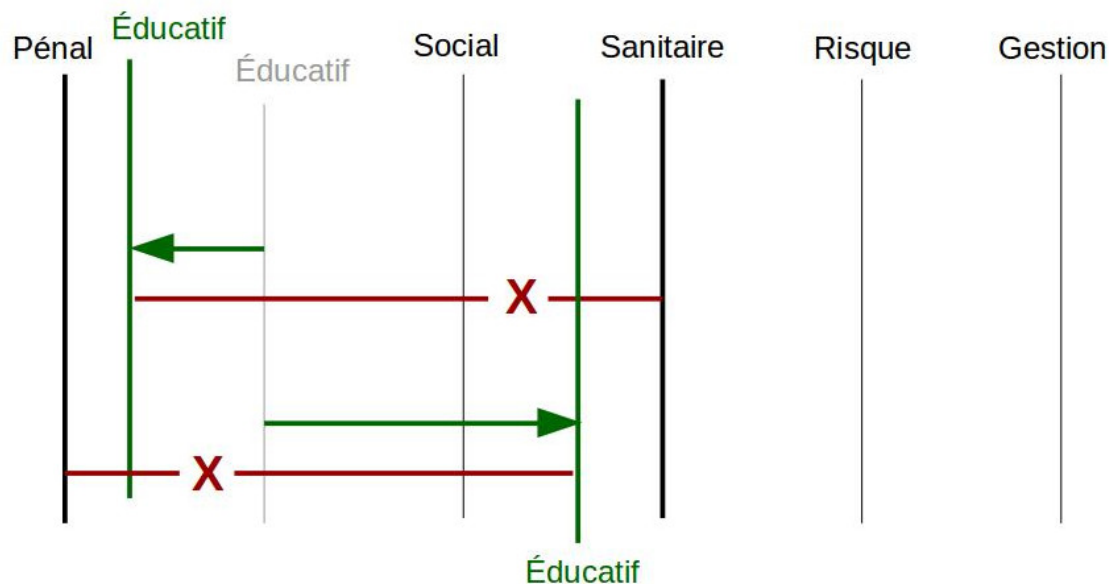 Pénal
Éducatif
Éducatif
Social
Sanitaire
Risque
Gestion
X
X
Éducatif